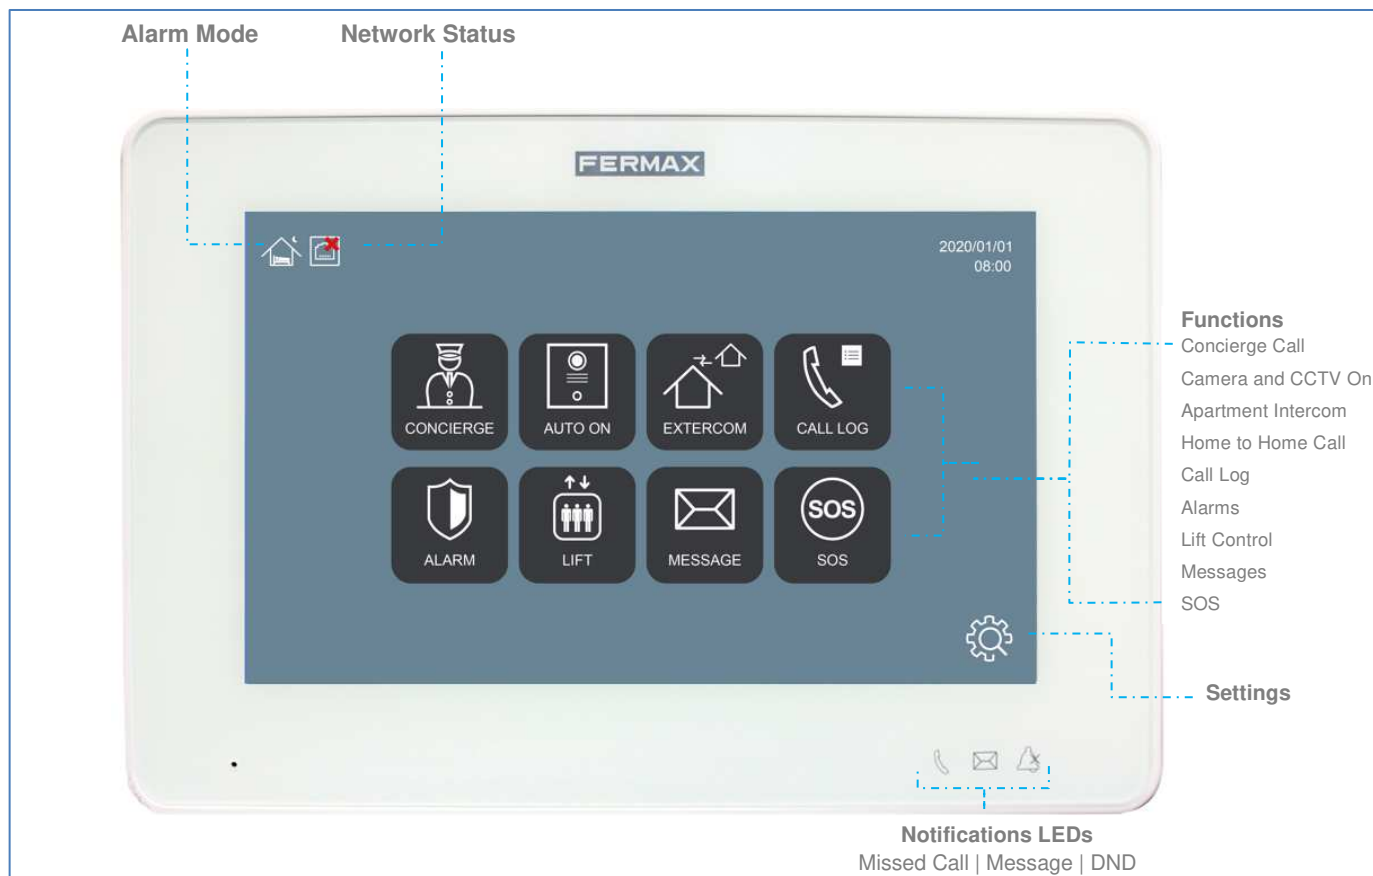 Alarm Mode
Network Status
FERMAX
2020/01/01
08:00
CONCIERGE
AUTO ON
EXTERCOM
CALL LOG
ALARM
LIFT
MESSAGE
SOS
SOS
Functions
Concierge Call
Camera and CCTV On
Apartment Intercom
Home to Home Call
Call Log
Alarms
Lift Control
Messages
SOS
Settings
Notifications LEDs
Missed Call | Message | DND